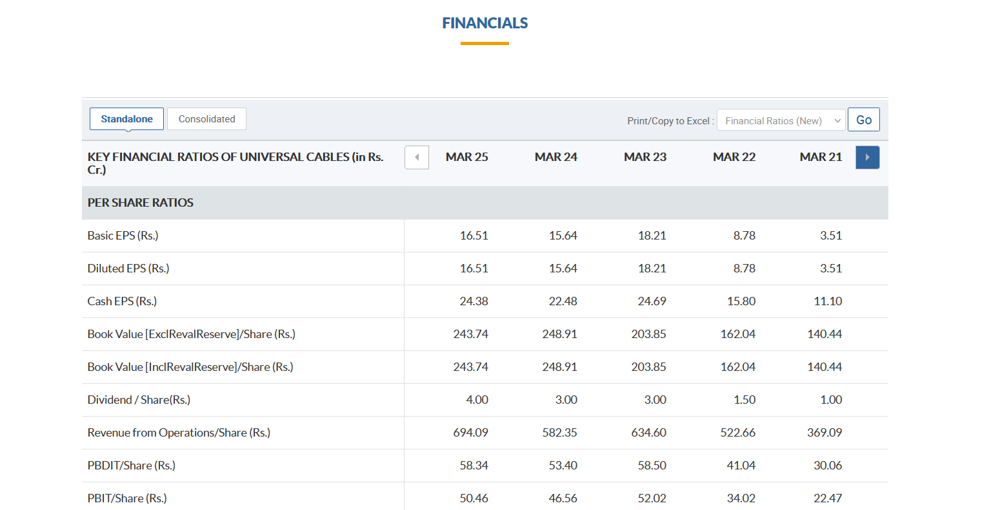 FINANCIALS
Standalone Consolidated Print/Copy to Excel : Financial Ratios (New) Go
KEY FINANCIAL RATIOS OF UNIVERSAL CABLES (in Rs. MAR 25 MAR 24 MAR 23 MAR 22 MAR 21
Cr.)
PER SHARE RATIOS
Basic EPS (Rs.) 16.51 15.64 18.21 8.78 3.51
Diluted EPS (Rs.) 16.51 15.64 18.21 8.78 3.51
Cash EPS (Rs.) 24.38 22.48 24.69 15.80 11.10
Book Value [ExclRevalReserve]/Share (Rs.) 243.74 248.91 203.85 162.04 140.44
Book Value [InclRevalReserve]/Share (Rs.) 243.74 248.91 203.85 162.04 140.44
Dividend / Share(Rs.) 4.00 3.00 3.00 1.50 1.00
Revenue from Operations/Share (Rs.) 694.09 582.35 634.60 522.66 369.09
PBDIT/Share (Rs.) 58.34 53.40 58.50 41.04 30.06
PBIT/Share (Rs.) 50.46 46.56 52.02 34.02 22.47